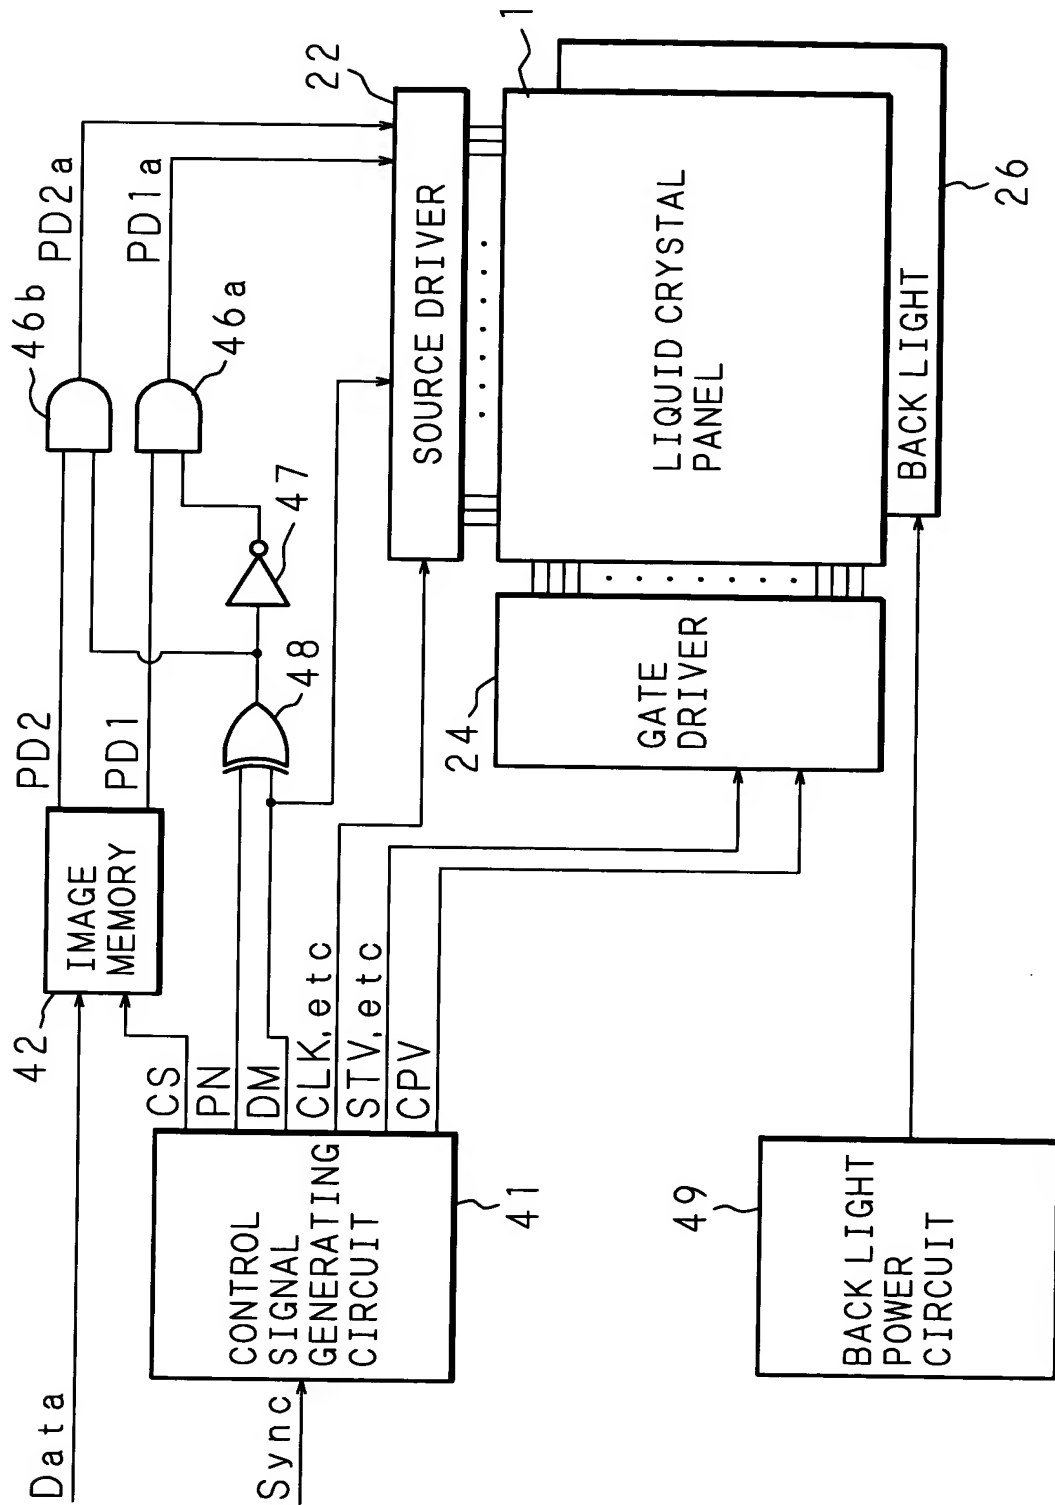 Data
Sync
42
IMAGE
MEMORY
PD2
PD1
46b
46a
PD2a
PD1a
47
48
22
SOURCE DRIVER
CS
PN
DM
CLK,etc
STV,etc
CPV
CONTROL
SIGNAL
GENERATING
CIRCUIT
41
24
GATE
DRIVER
1
LIQUID CRYSTAL
PANEL
BACK LIGHT
26
49
BACK LIGHT
POWER
CIRCUIT